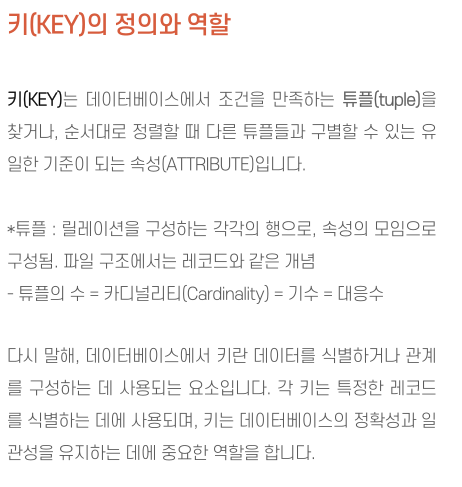 키(KEY)의 정의와 역할
키(KEY)는 데이터베이스에서 조건을 만족하는 튜플(tuple)을
찾거나, 순서대로 정렬할 때 다른 튜플들과 구별할 수 있는 유
일한 기준이 되는 속성(ATTRIBUTE)입니다.
*튜플 : 릴레이션을 구성하는 각각의 행으로, 속성의 모임으로
구성됨. 파일 구조에서는 레코드와 같은 개념
- 튜플의 수 = 카디널리티(Cardinality) = 기수 = 대응수
다시 말해, 데이터베이스에서 키란 데이터를 식별하거나 관계
를 구성하는 데 사용되는 요소입니다. 각 키는 특정한 레코드
를 식별하는 데에 사용되며, 키는 데이터베이스의 정확성과 일
관성을 유지하는 데에 중요한 역할을 합니다.